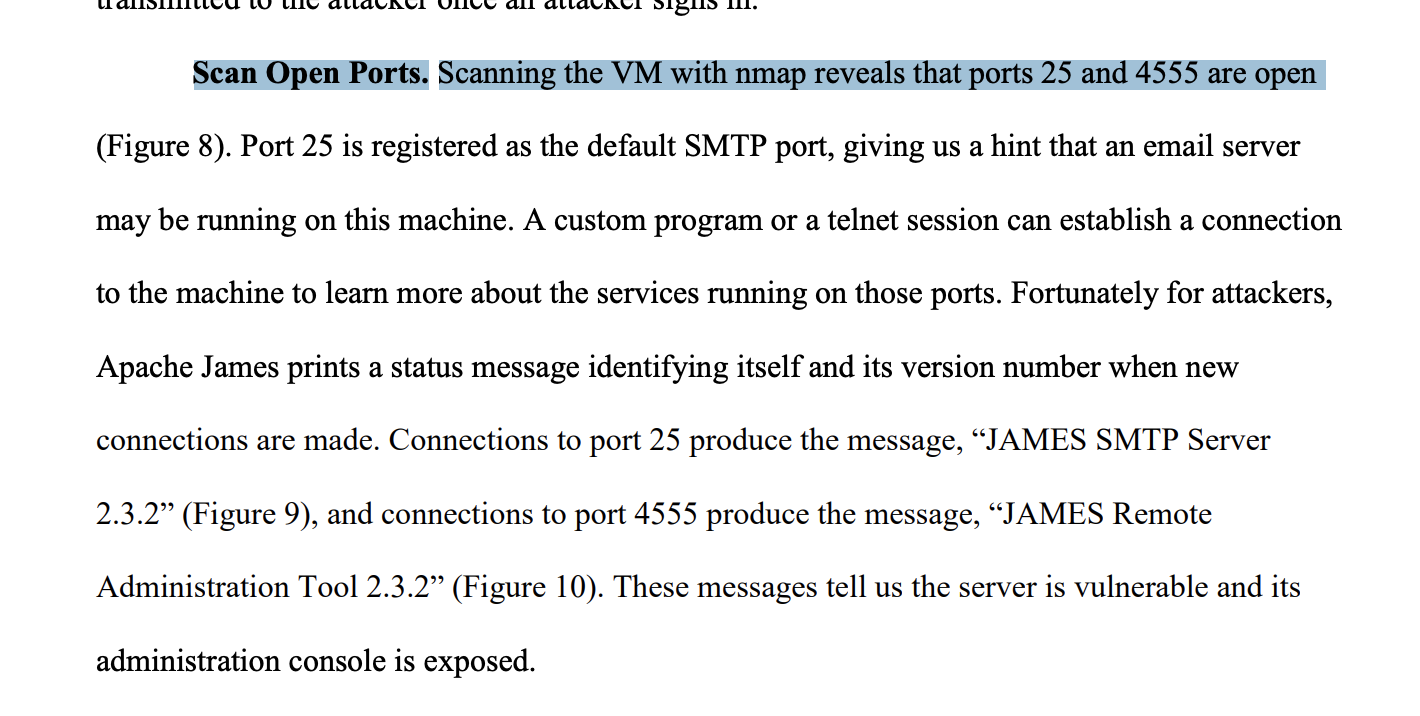 transmitted to the attacker once an attacker signs in.
Scan Open Ports. Scanning the VM with nmap reveals that ports 25 and 4555 are open
(Figure 8). Port 25 is registered as the default SMTP port, giving us a hint that an email server
may be running on this machine. A custom program or a telnet session can establish a connection
to the machine to learn more about the services running on those ports. Fortunately for attackers,
Apache James prints a status message identifying itself and its version number when new
connections are made. Connections to port 25 produce the message, “JAMES SMTP Server
2.3.2” (Figure 9), and connections to port 4555 produce the message, “JAMES Remote
Administration Tool 2.3.2” (Figure 10). These messages tell us the server is vulnerable and its
administration console is exposed.